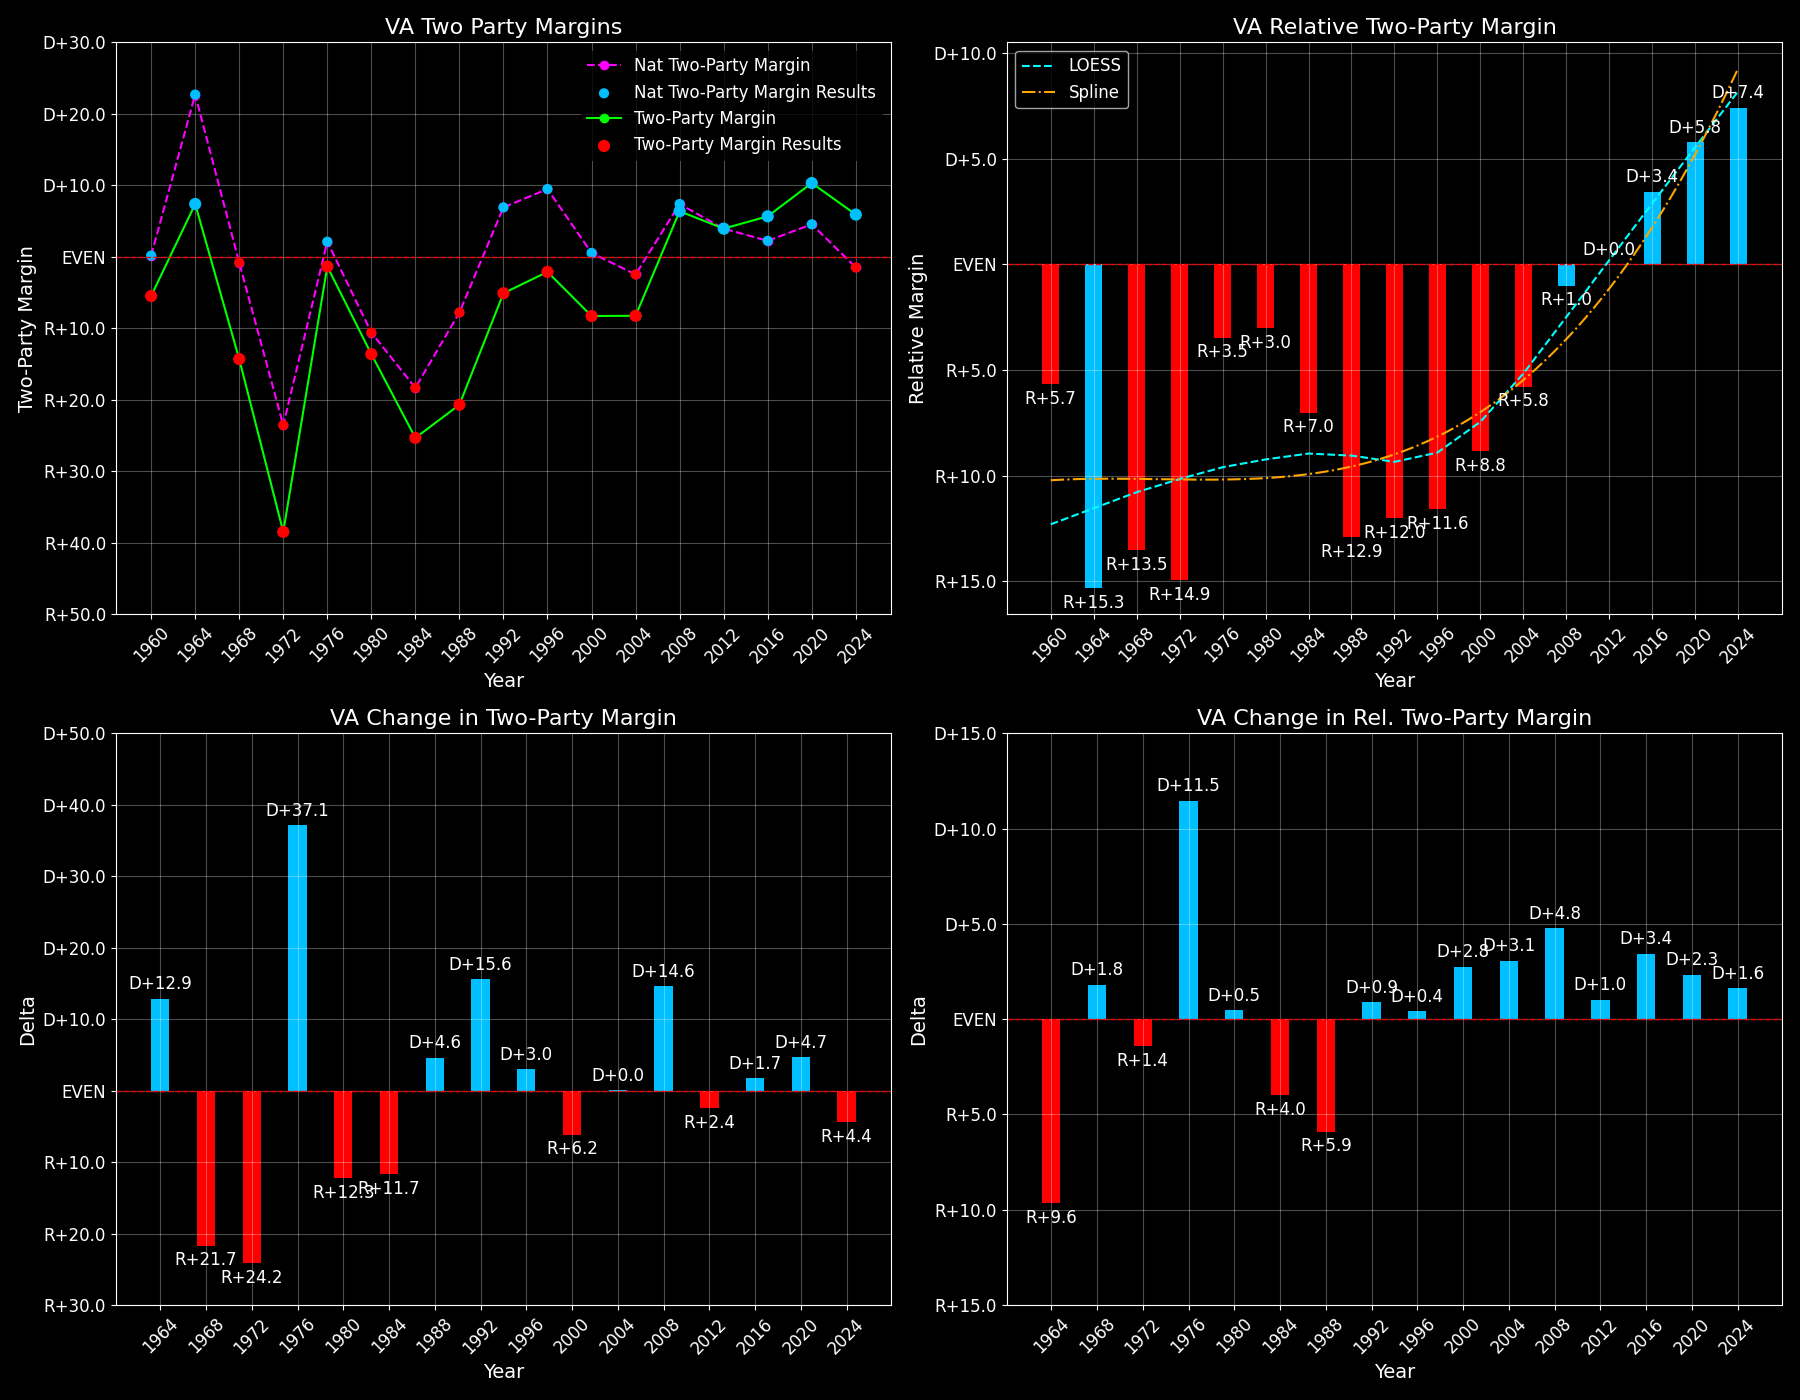 VA Two Party Margins
D+30.0
D+20.0
D+10.0
EVEN
R+10.0
R+20.0
R+30.0
R+40.0
R+50.0
Two-Party Margin
Nat Two-Party Margin
Nat Two-Party Margin Results
Two-Party Margin
Two-Party Margin Results
1960
1964
1968
1972
1976
1980
1984
1988
1992
1996
2000
2004
2008
2012
2016
2020
2024
Year
VA Relative Two-Party Margin
D+10.0
D+5.0
EVEN
R+5.0
R+10.0
R+15.0
Relative Margin
LOESS
Spline
R+5.7
R+15.3
R+13.5
R+14.9
R+3.5
R+3.0
R+7.0
R+12.9
R+12.0
R+11.6
R+8.8
R+5.8
R+1.0
D+0.0
D+3.4
D+5.8
D+7.4
1960
1964
1968
1972
1976
1980
1984
1988
1992
1996
2000
2004
2008
2012
2016
2020
2024
Year
VA Change in Two-Party Margin
D+50.0
D+40.0
D+30.0
D+20.0
D+10.0
EVEN
R+10.0
R+20.0
R+30.0
Delta
D+12.9
R+21.7
R+24.2
D+37.1
R+12.3
R+11.7
D+4.6
D+15.6
D+3.0
R+6.2
D+0.0
D+14.6
R+2.4
D+1.7
D+4.7
R+4.4
1964
1968
1972
1976
1980
1984
1988
1992
1996
2000
2004
2008
2012
2016
2020
2024
Year
VA Change in Rel. Two-Party Margin
D+15.0
D+10.0
D+5.0
EVEN
R+5.0
R+10.0
R+15.0
Delta
R+9.6
D+1.8
R+1.4
D+11.5
D+0.5
R+4.0
R+5.9
D+0.9
D+0.4
D+2.8
D+3.1
D+4.8
D+1.0
D+3.4
D+2.3
D+1.6
1964
1968
1972
1976
1980
1984
1988
1992
1996
2000
2004
2008
2012
2016
2020
2024
Year